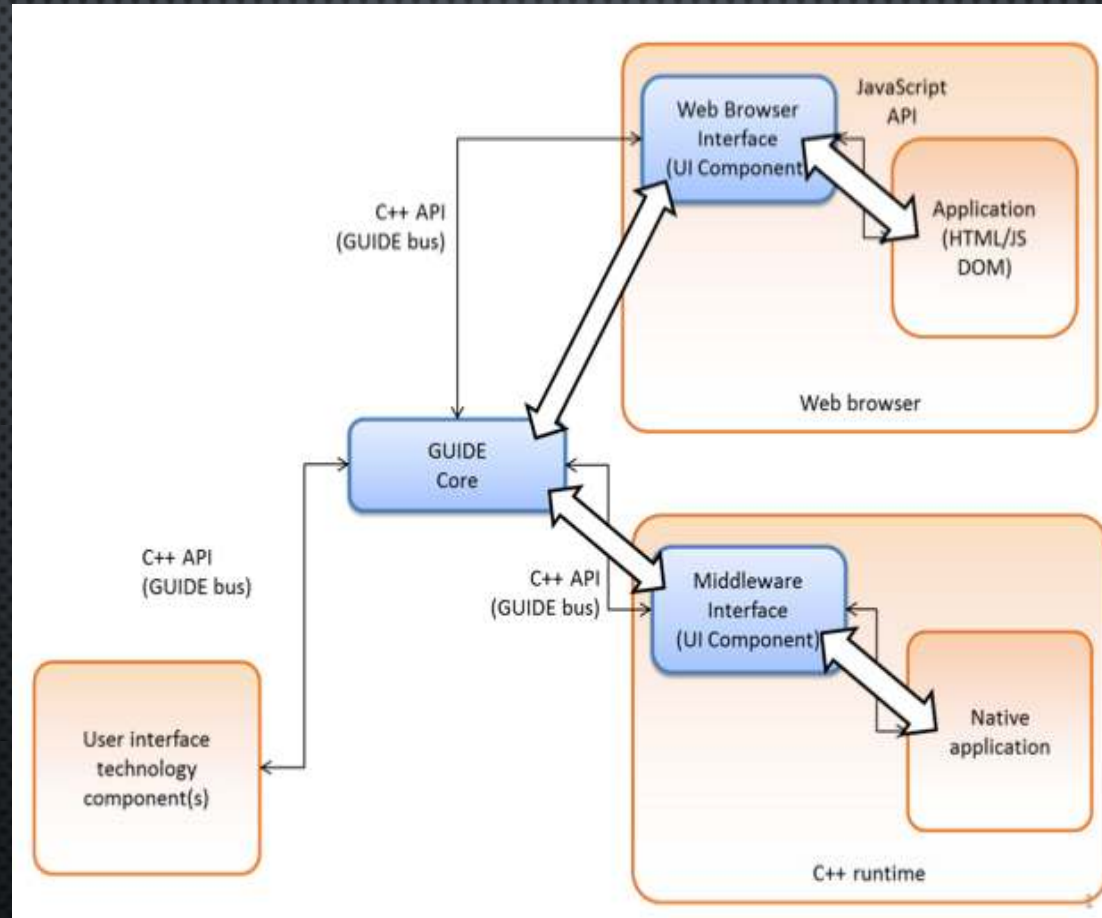 Web Browser
Interface
(UI Component
JavaScript
API
Application
(HTML/JS
DOM)
Web browser
C++ API
(GUIDE bus)
GUIDE
Core
C++ API
(GUIDE bus)
C++ API
(GUIDE bus)
Middleware
Interface
(UI Component)
Native
application
C++ runtime
User interface
technology
component(s)